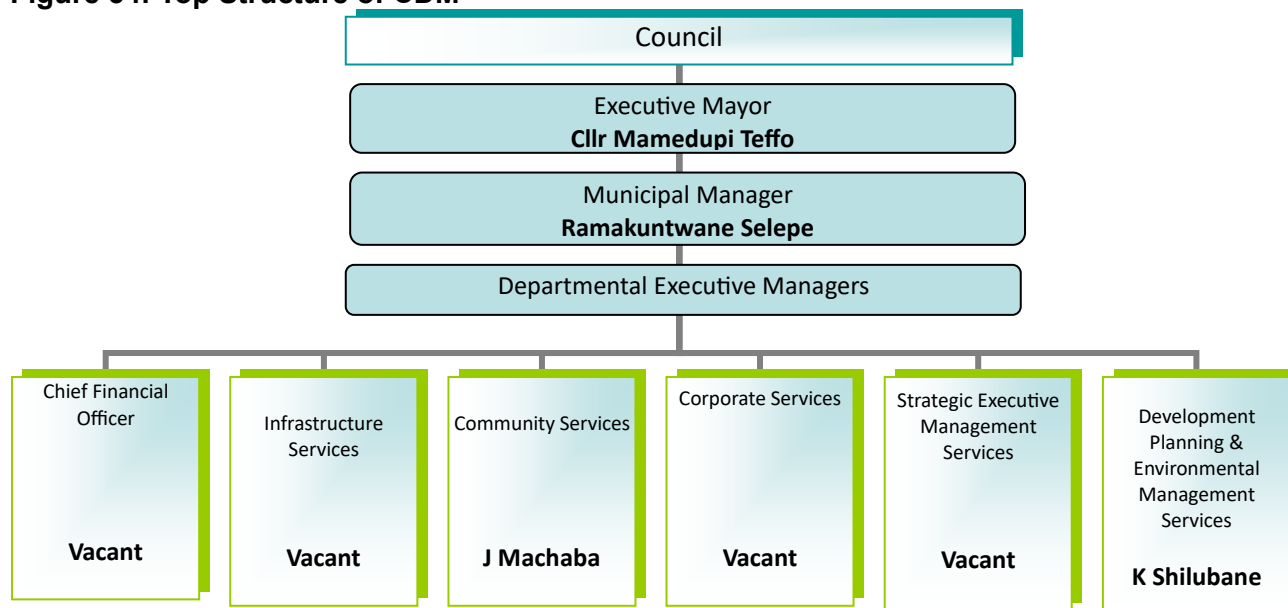 Council
Executive Mayor
Cllr Mamedupi Teffo
Municipal Manager
Ramakuntwane Selepe
Departmental Executive Managers
Chief Financial
Officer
Vacant
Infrastructure
Services
Vacant
Community Services
J Machaba
Corporate Services
Vacant
Strategic Executive
Management
Services
Vacant
Development
Planning &
Environmental
Management
Services
K Shilubane